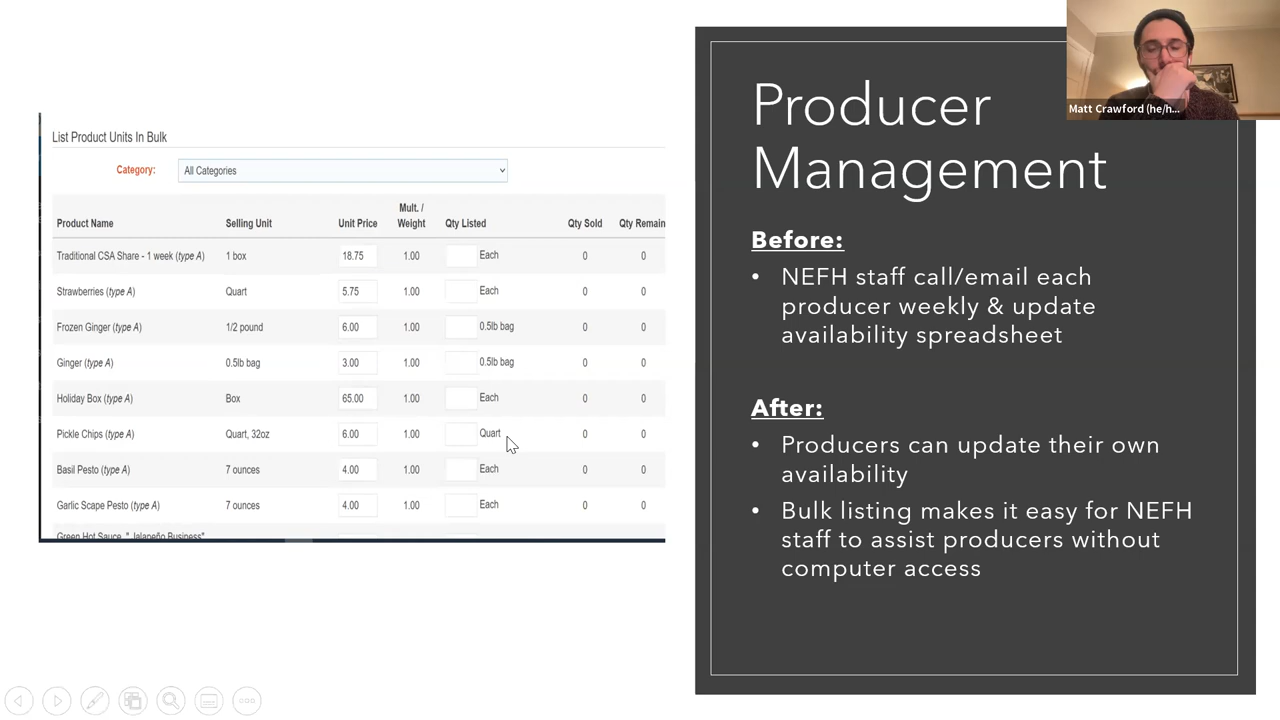 List Product Units In Bulk
Category: All Categories
Product Name Selling Unit Unit Price Mult. / Weight Qty Listed Qty Sold Qty Remain
Traditional CSA Share - 1 week (type A) 1 box 18.75 1.00 Each 0 0
Strawberries (type A) Quart 5.75 1.00 Each 0 0
Frozen Ginger (type A) 1/2 pound 6.00 1.00 0.5lb bag 0 0
Ginger (type A) 0.5lb bag 3.00 1.00 0.5lb bag 0 0
Holiday Box (type A) Box 65.00 1.00 Each 0 0
Pickle Chips (type A) Quart, 32oz 6.00 1.00 Quart 0 0
Basil Pesto (type A) 7 ounces 4.00 1.00 Each 0 0
Garlic Scape Pesto (type A) 7 ounces 4.00 1.00 Each 0 0
Green Hot Sauce, " Jalapeño Business"
Producer
Management
Before:
• NEFH staff call/email each
producer weekly & update
availability spreadsheet
After:
• Producers can update their own
availability
• Bulk listing makes it easy for NEFH
staff to assist producers without
computer access
Matt Crawford (he/h...